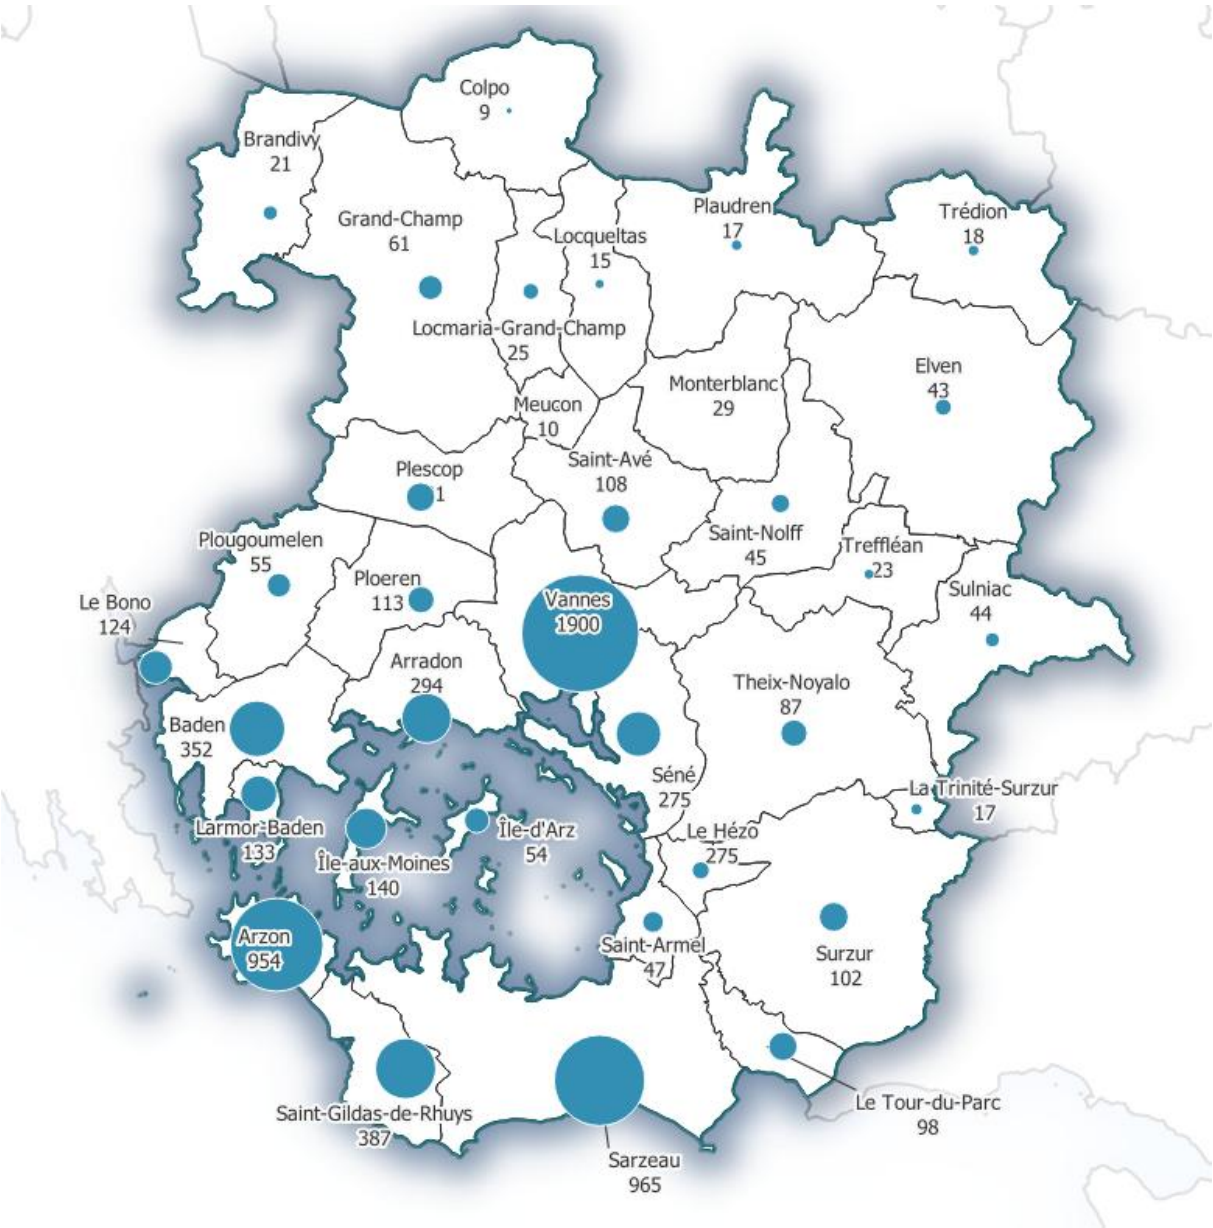 Colpo
9
Brandivy
21
Grand-Champ
61
Plaudren
17
Trédion
18
Locqueltas
15
Locmaria-Grand-Champ
25
Elven
43
Monterblanc
29
Meucon
10
Saint-Avé
108
Plescop
Saint-Nolff
45
Treffléan
23
Plougoumelen
55
Ploeren
113
Sulniac
44
Le Bono
124
Vannes
1900
Arradon
294
Theix-Noyalo
87
Baden
352
Séné
275
La Trinité-Surzur
17
Larmor-Baden
133
Île-d'Arz
54
Le Hézo
275
Île-aux-Moines
140
Arzon
954
Saint-Armel
47
Surzur
102
Saint-Gildas-de-Rhuys
387
Le Tour-du-Parc
98
Sarzeau
965